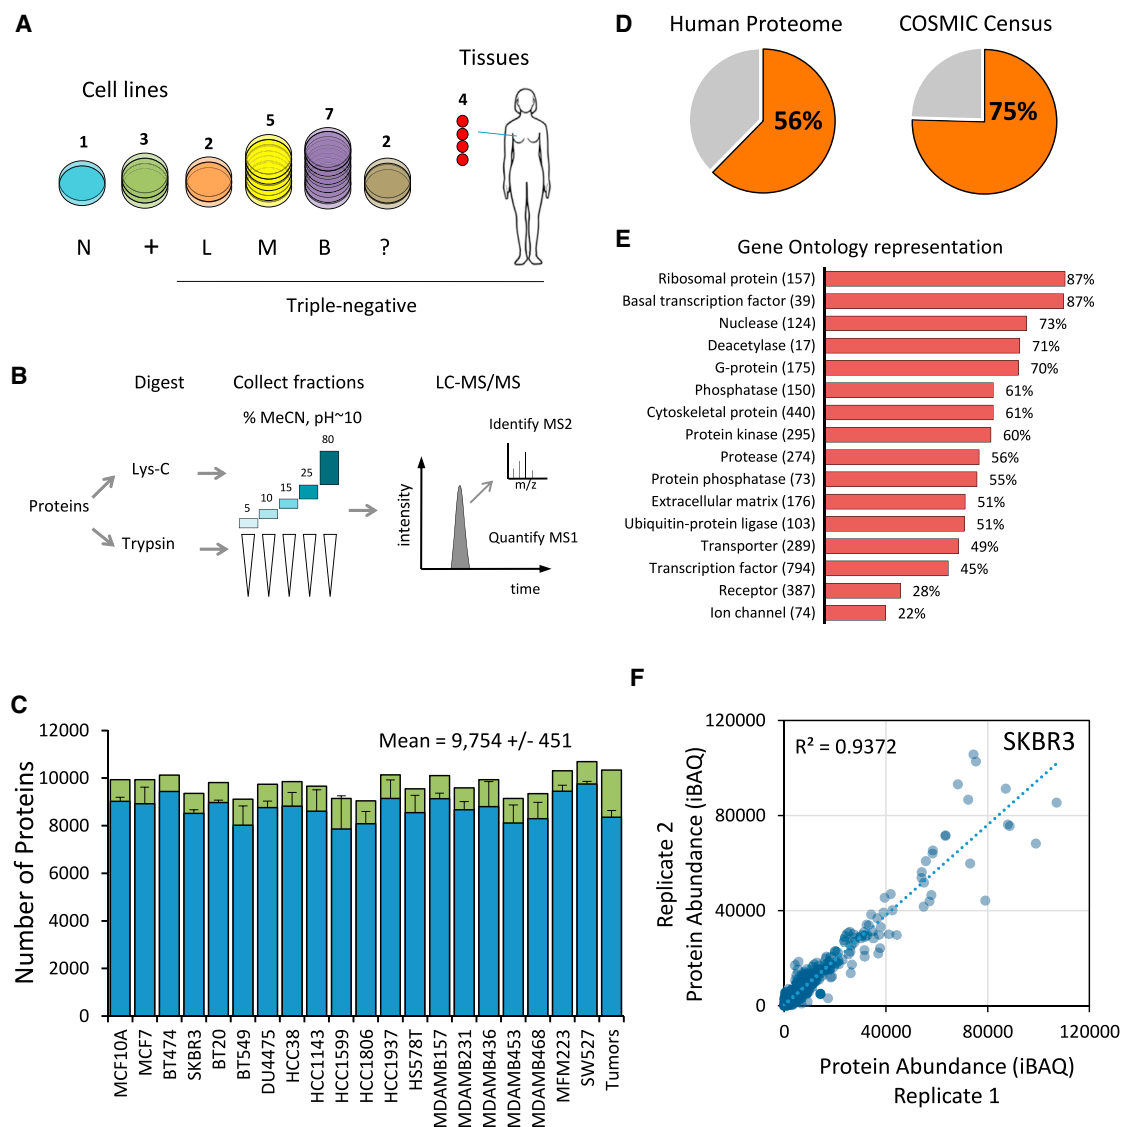 A
Cell lines
Tissues
1
3
2
5
7
2
4
N
+
L
M
B
?
Triple-negative
B
Digest
Collect fractions
LC-MS/MS
% MeCN, pH~10
Proteins
Lys-C
Trypsin
5
10
15
25
80
intensity
time
Identify MS2
m/z
Quantify MS1
C
Number of Proteins
12000
10000
8000
6000
4000
2000
0
Mean = 9,754 +/- 451
MCF10A
MCF7
BT474
SKBR3
BT20
BT549
DU4475
HCC38
HCC1143
HCC1599
HCC1806
HCC1937
HS578T
MDAMB157
MDAMB231
MDAMB436
MDAMB453
MDAMB468
MFM223
SW527
Tumors
D
Human Proteome
COSMIC Census
56%
75%
E
Gene Ontology representation
Ribosomal protein (157) 87%
Basal transcription factor (39) 87%
Nuclease (124) 73%
Deacetylase (17) 71%
G-protein (175) 70%
Phosphatase (150) 61%
Cytoskeletal protein (440) 61%
Protein kinase (295) 60%
Protease (274) 56%
Protein phosphatase (73) 55%
Extracellular matrix (176) 51%
Ubiquitin-protein ligase (103) 51%
Transporter (289) 49%
Transcription factor (794) 45%
Receptor (387) 28%
Ion channel (74) 22%
F
Replicate 2
Protein Abundance (iBAQ)
120000
80000
40000
0
R² = 0.9372
SKBR3
0
40000
80000
120000
Protein Abundance (iBAQ)
Replicate 1